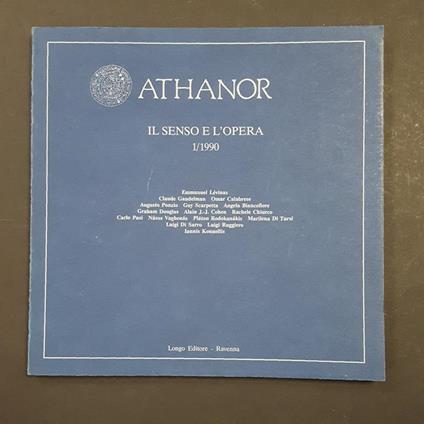 ATHANOR
IL SENSO E L'OPERA
1/1990
Emmanuel Lévinas
Claude Gandelman Omar Calabrese
Augusto Ponzio Guy Scarpetta Angela Biancofiore
Graham Douglas Alain J.-J. Cohen Rachele Chiurco
Carlo Pasi Násos Vaghenás Pláton Rodokanákis Marilena Di Tursi
Luigi Di Sarro Luigi Ruggiero
Iannis Kounellis
Longo Editore - Ravenna